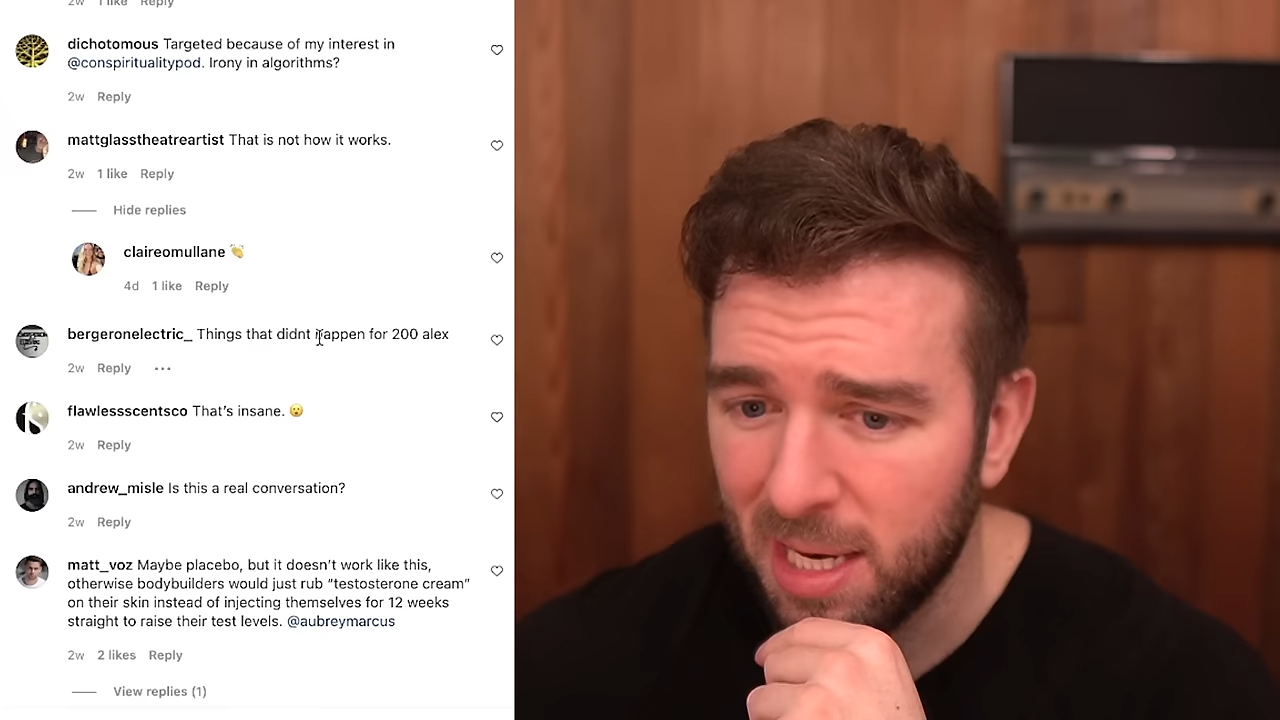 2w 1 like Reply
dichotomous Targeted because of my interest in
@conspiritualitypod. Irony in algorithms?
2w Reply
mattglasstheatreartist That is not how it works.
2w 1 like Reply
Hide replies
claireomullane 👏
4d 1 like Reply
bergeronelectric_ Things that didnt happen for 200 alex
2w Reply ...
flawlessscentsco That's insane. 😮
2w Reply
andrew_misle Is this a real conversation?
2w Reply
matt_voz Maybe placebo, but it doesn't work like this,
otherwise bodybuilders would just rub "testosterone cream"
on their skin instead of injecting themselves for 12 weeks
straight to raise their test levels. @aubreymarcus
2w 2 likes Reply
View replies (1)